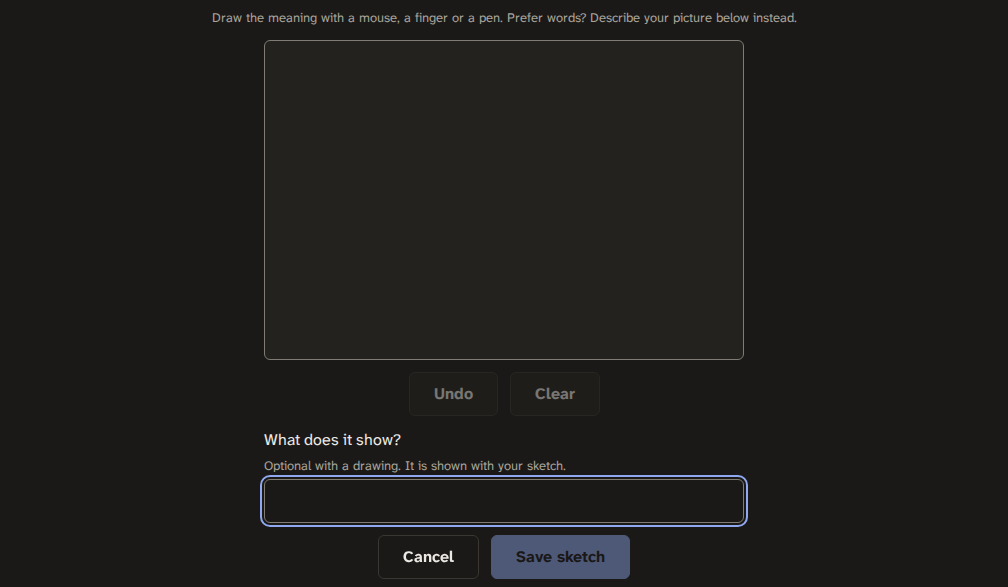 Draw the meaning with a mouse, a finger or a pen. Prefer words? Describe your picture below instead.
Undo
Clear
What does it show?
Optional with a drawing. It is shown with your sketch.
Cancel
Save sketch